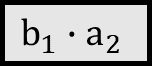 b₁ · a₂